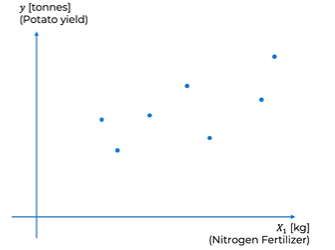 y [tonnes]
(Potato yield)
X₁ [kg]
(Nitrogen Fertilizer)